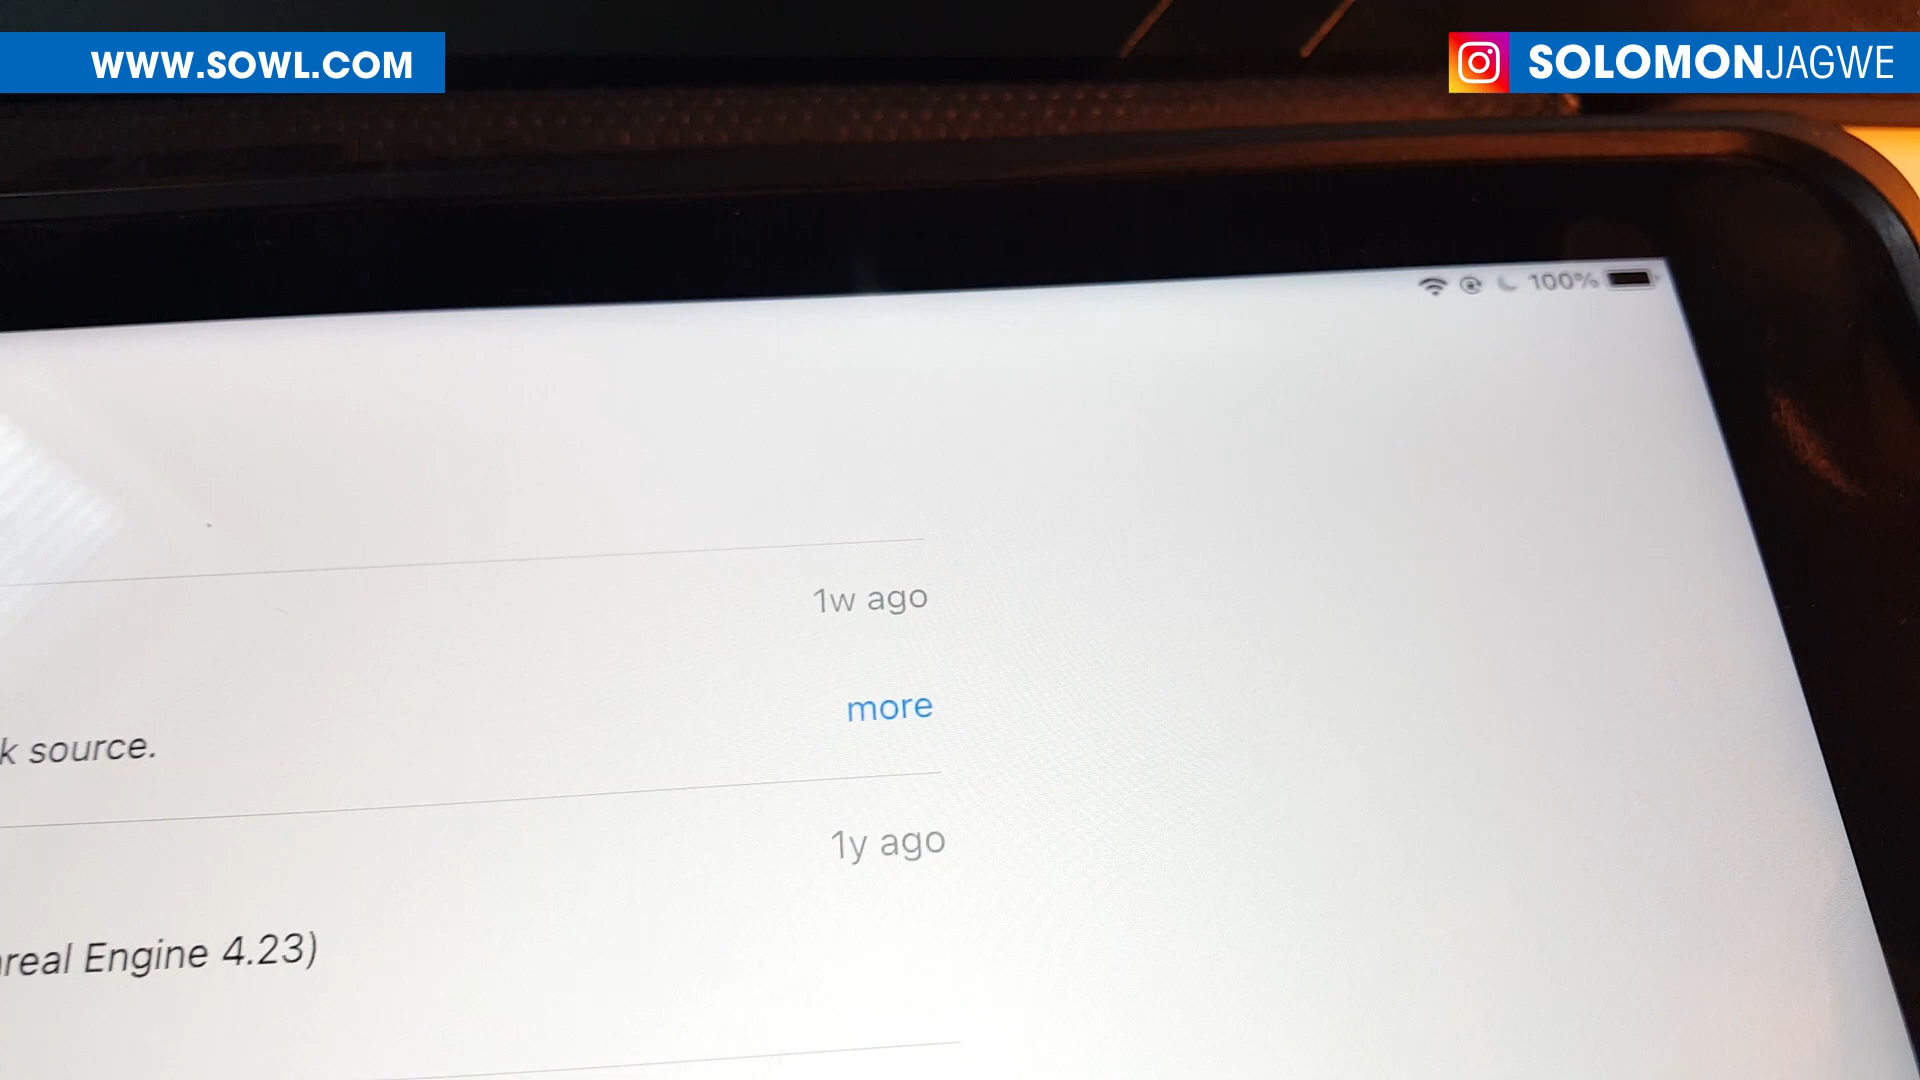 WWW.SOWL.COM
SOLOMONJAGWE
100%
1w ago
more
k source.
1y ago
real Engine 4.23)